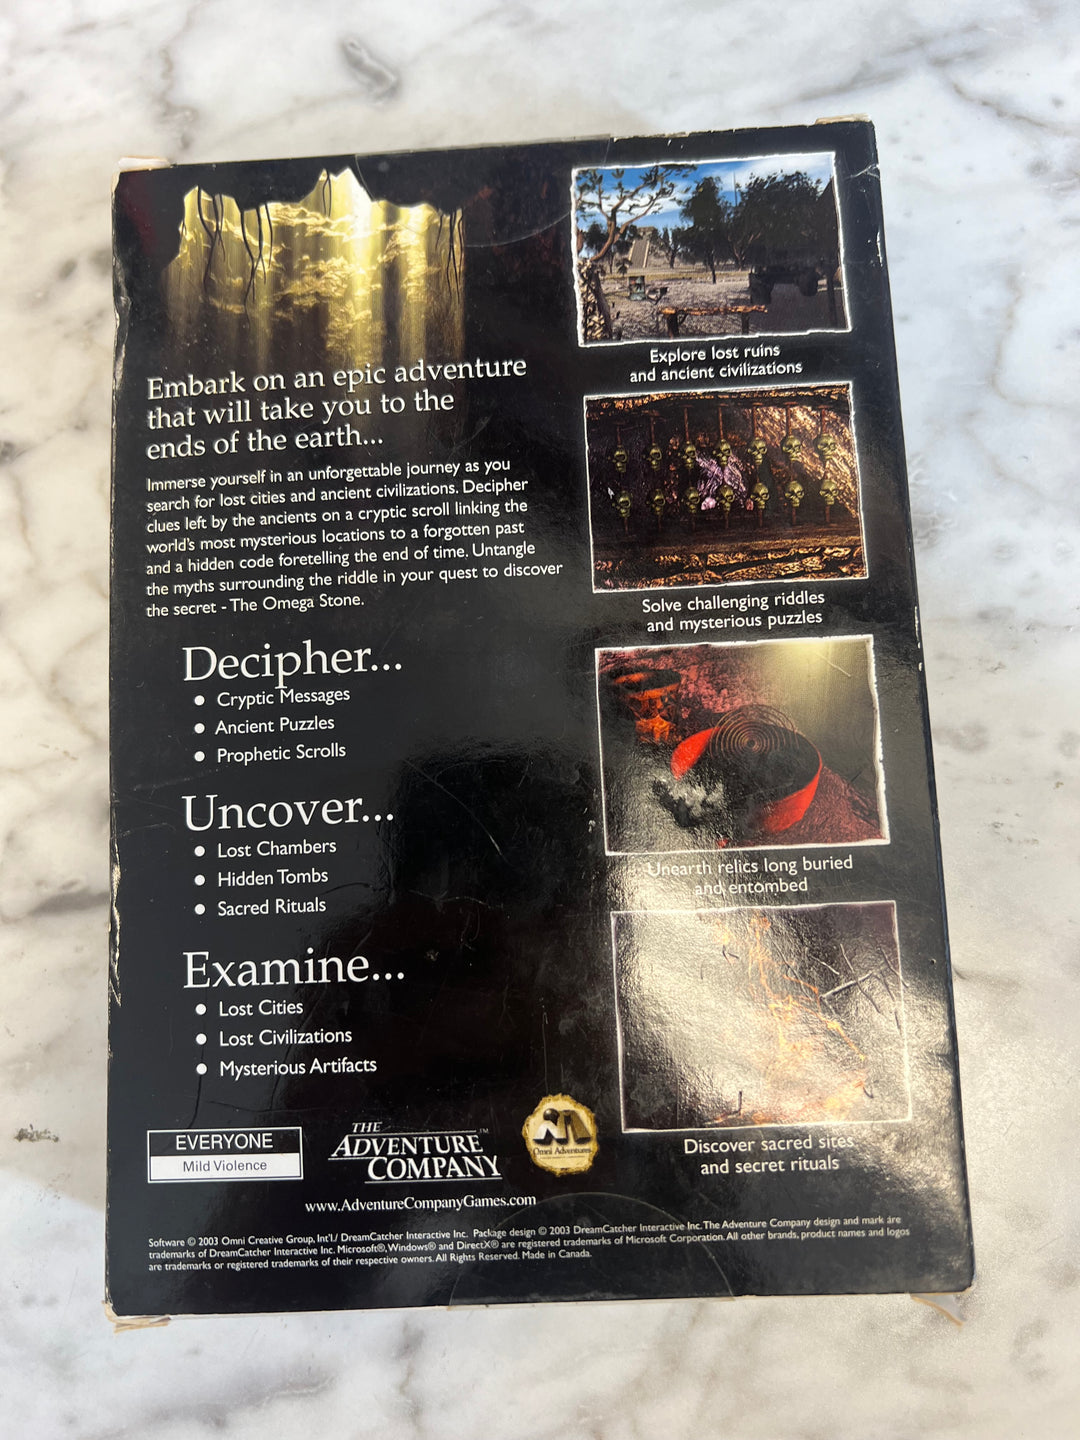 Embark on an epic adventure
that will take you to the
ends of the earth...
Immerse yourself in an unforgettable journey as you
search for lost cities and ancient civilizations. Decipher
clues left by the ancients on a cryptic scroll linking the
world's most mysterious locations to a forgotten past
and a hidden code foretelling the end of time. Untangle
the myths surrounding the riddle in your quest to discover
the secret - The Omega Stone.
Decipher...
● Cryptic Messages
● Ancient Puzzles
● Prophetic Scrolls
Uncover...
● Lost Chambers
● Hidden Tombs
● Sacred Rituals
Examine...
● Lost Cities
● Lost Civilizations
● Mysterious Artifacts
Explore lost ruins
and ancient civilizations
Solve challenging riddles
and mysterious puzzles
Unearth relics long buried
and entombed
Discover sacred sites
and secret rituals
EVERYONE
Mild Violence
THE
ADVENTURE
COMPANY™
Omni Adventures
www.AdventureCompanyGames.com
Software © 2003 Omni Creative Group, Int'l./ DreamCatcher Interactive Inc. Package design © 2003 DreamCatcher Interactive Inc. The Adventure Company design and mark are
trademarks of DreamCatcher Interactive Inc. Microsoft®, Windows® and DirectX® are registered trademarks of Microsoft Corporation. All other brands, product names and logos
are trademarks or registered trademarks of their respective owners. All Rights Reserved. Made in Canada.